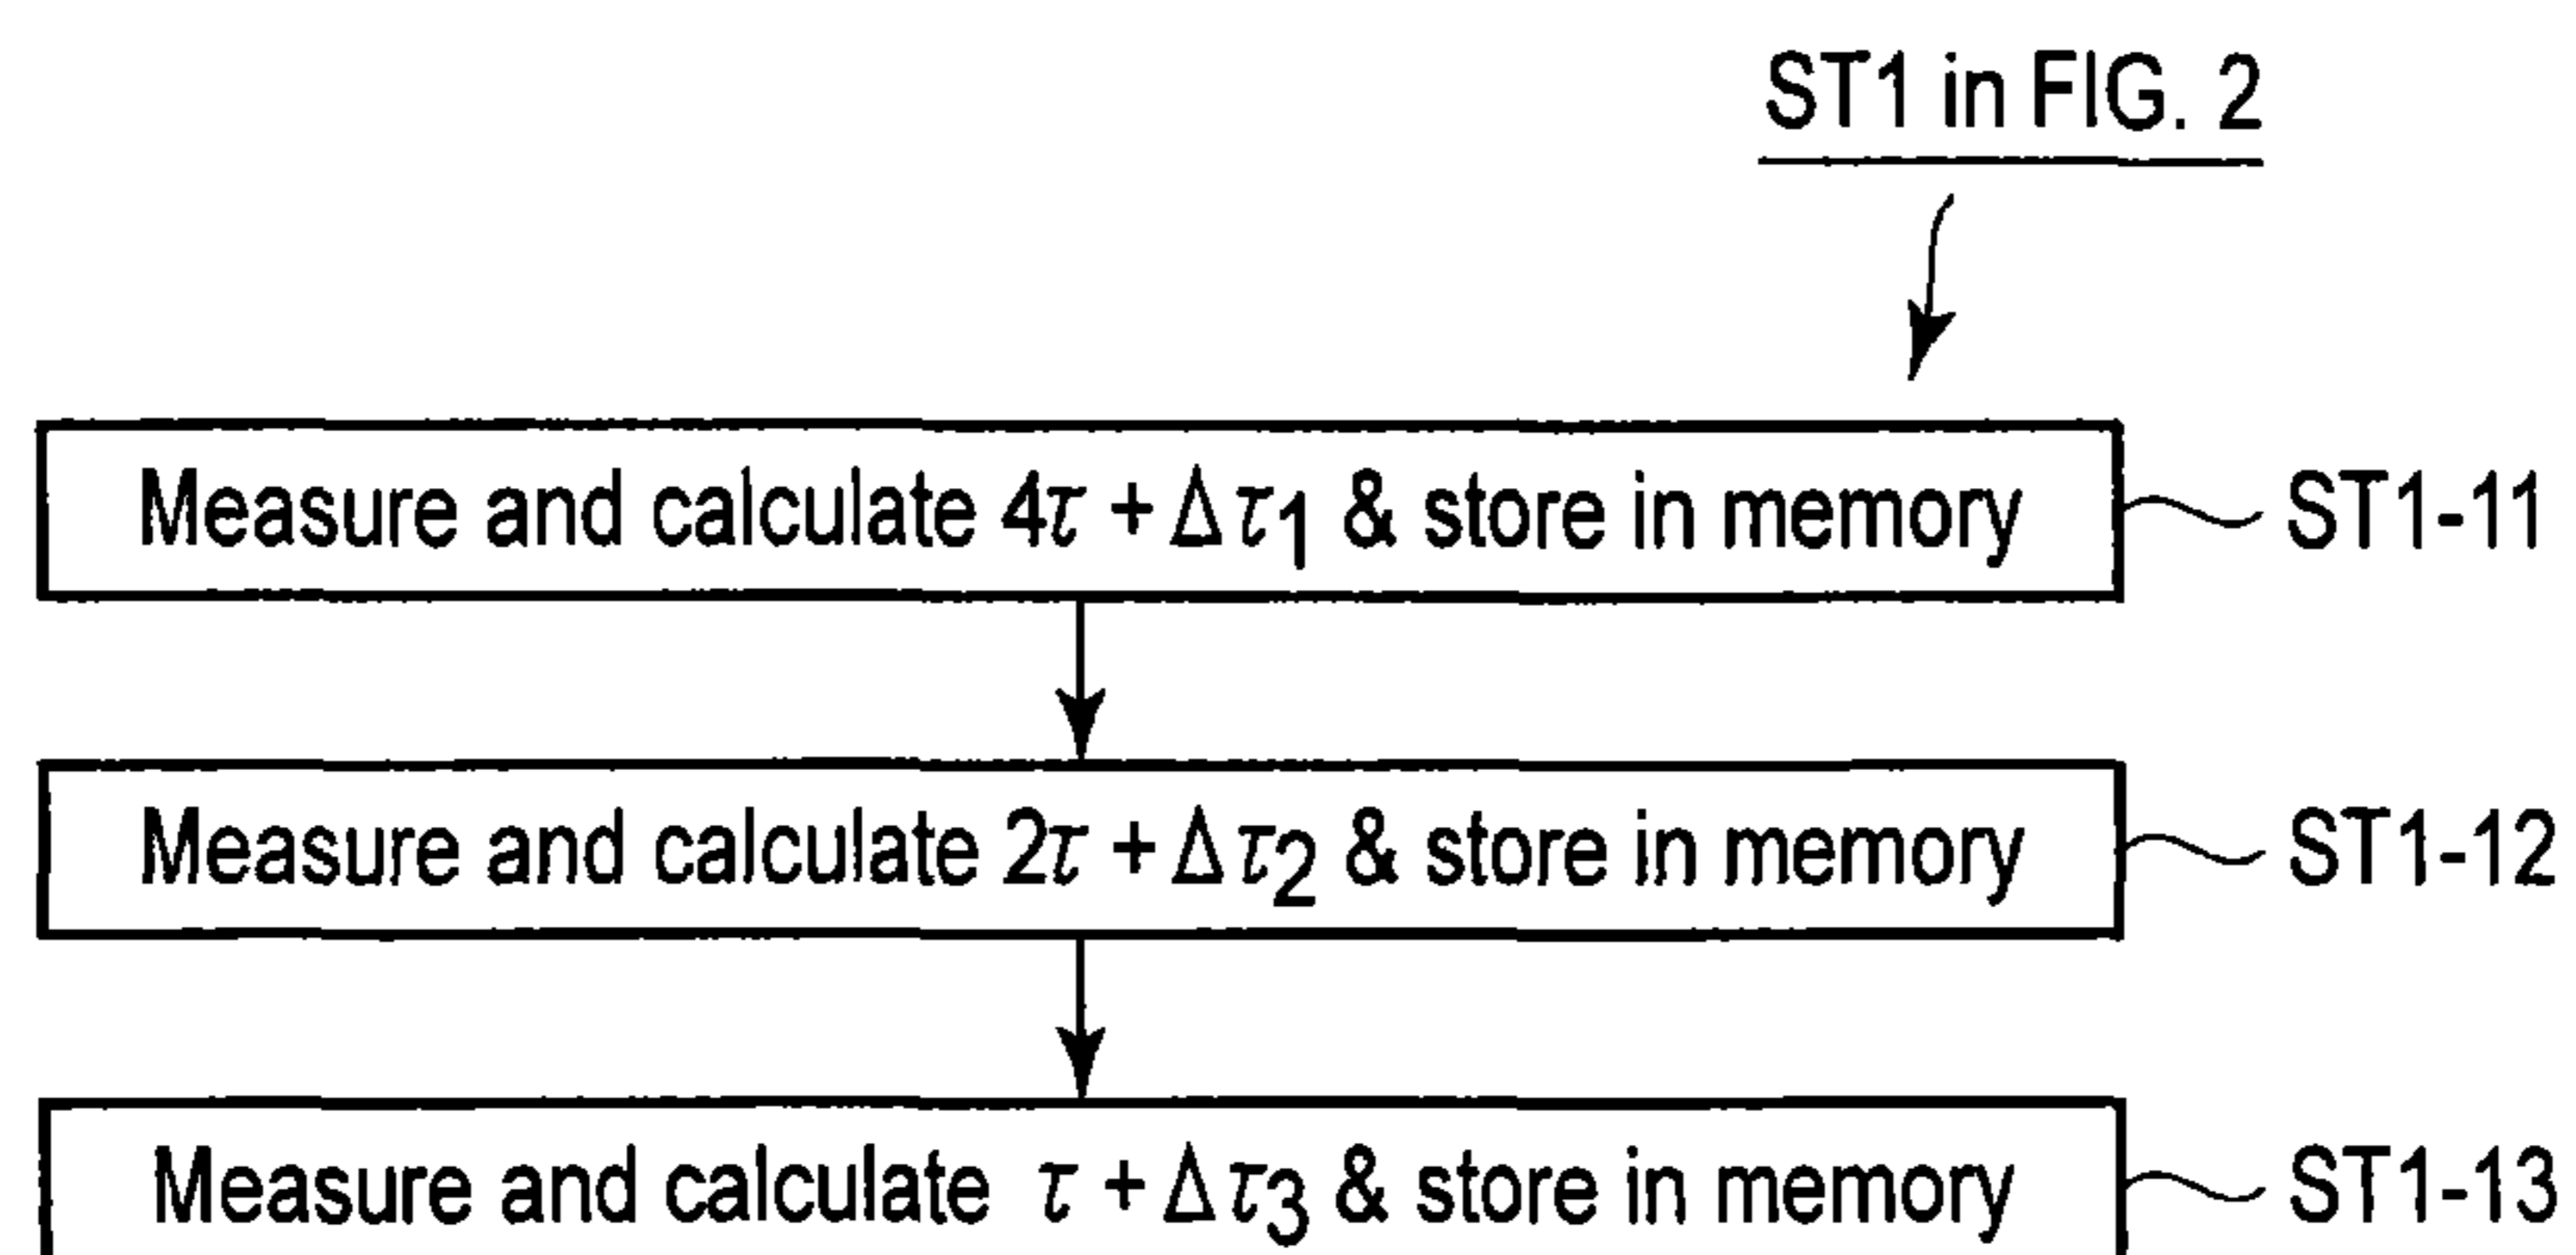 ST1 in FIG. 2
Measure and calculate 4τ + Δτ1 & store in memory ST1-11
Measure and calculate 2τ + Δτ2 & store in memory ST1-12
Measure and calculate τ + Δτ3 & store in memory ST1-13